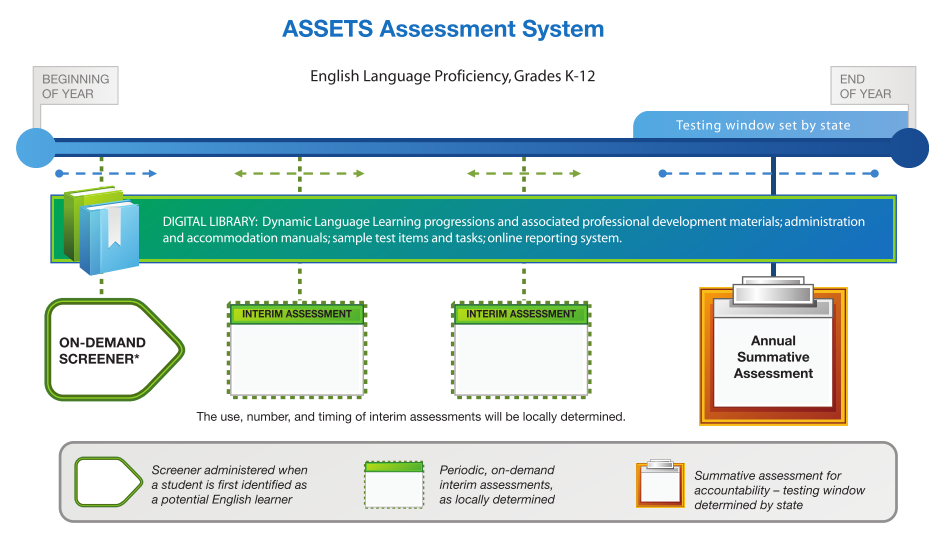 ASSETS Assessment System
English Language Proficiency, Grades K-12
BEGINNING
OF YEAR
END
OF YEAR
Testing window set by state
DIGITAL LIBRARY: Dynamic Language Learning progressions and associated professional development materials; administration
and accommodation manuals; sample test items and tasks; online reporting system.
ON-DEMAND
SCREENER*
INTERIM ASSESSMENT
INTERIM ASSESSMENT
Annual
Summative
Assessment
The use, number, and timing of interim assessments will be locally determined.
Screener administered when
a student is first identified as
a potential English learner
Periodic, on-demand
interim assessments,
as locally determined
Summative assessment for
accountability – testing window
determined by state